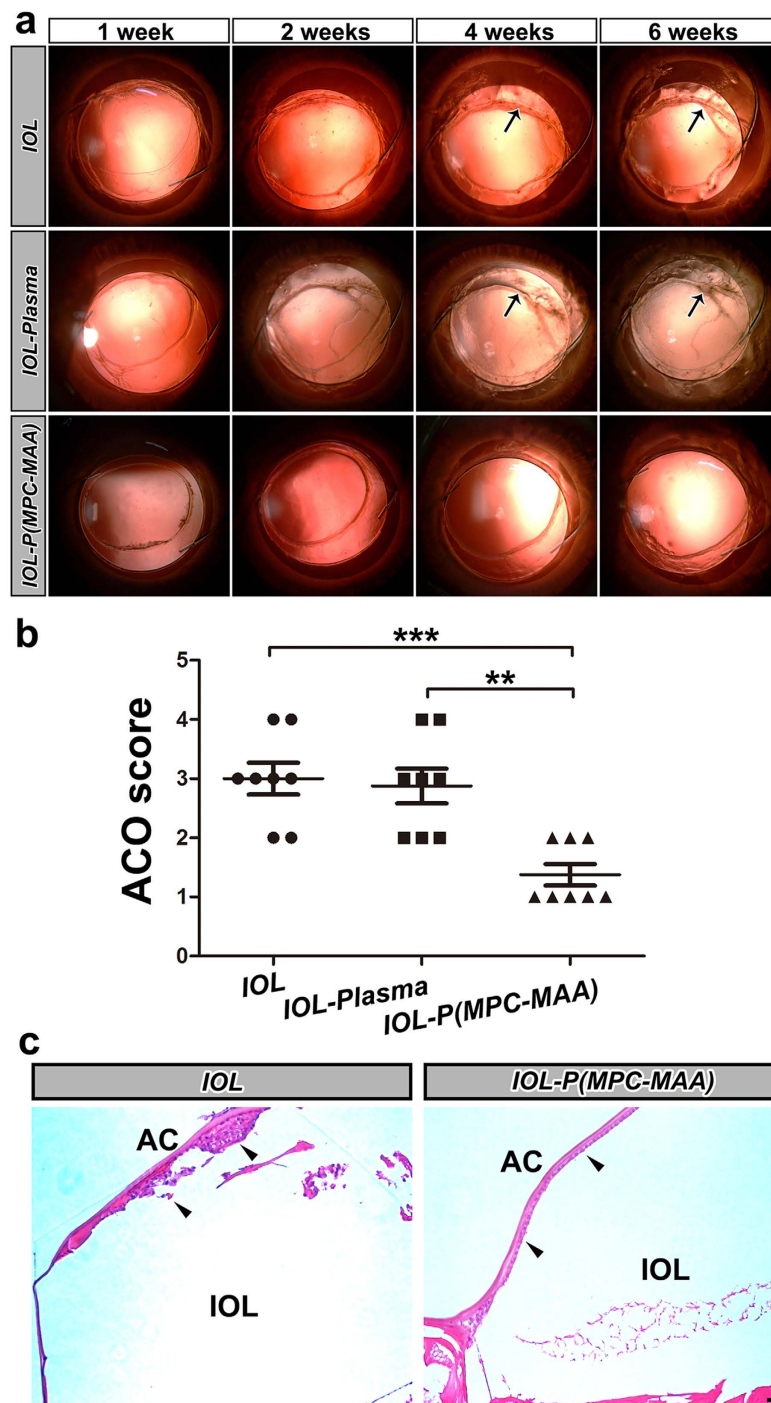 a
1 week 2 weeks 4 weeks 6 weeks
IOL
IOL-Plasma
IOL-P(MPC-MAA)
b
***
**
ACO score
5
4
3
2
1
0
IOL
IOL-Plasma
IOL-P(MPC-MAA)
c
IOL IOL-P(MPC-MAA)
AC
IOL
AC
IOL